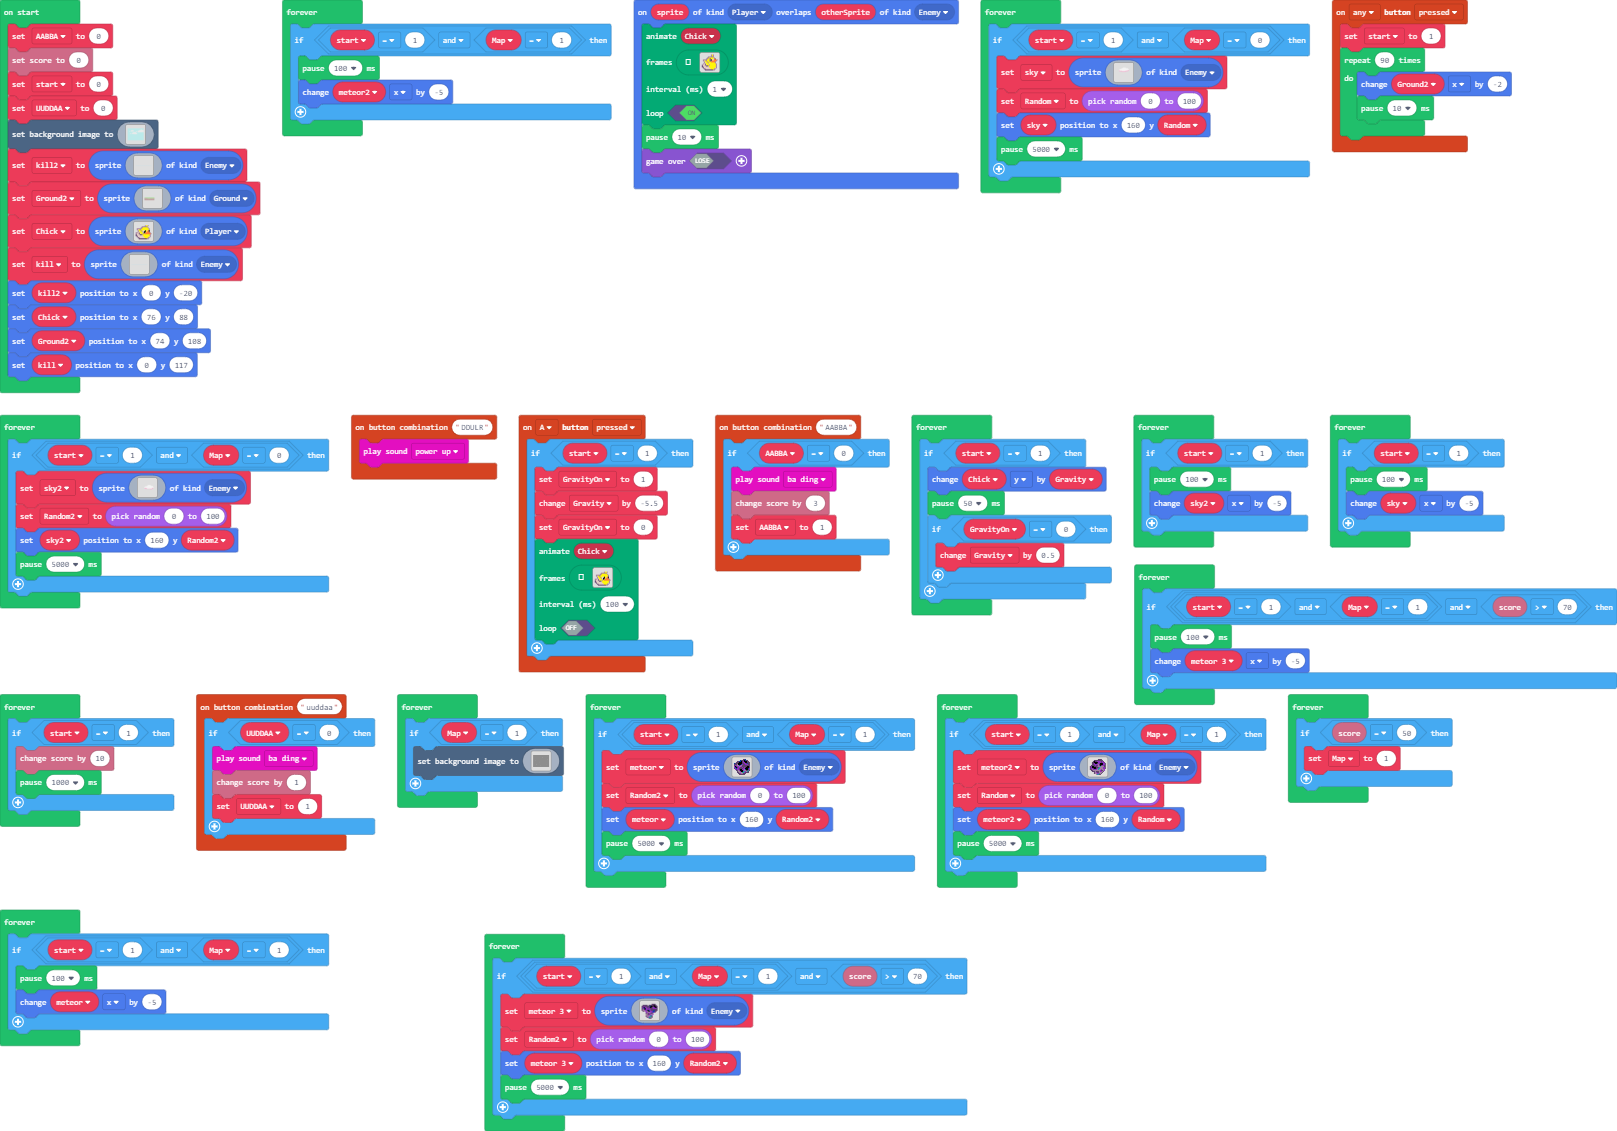 on start
set AABBA to 0
set score to 0
set start to 0
set UUDDAA to 0
set background image to
set kill2 to sprite of kind Enemy
set Ground2 to sprite of kind Ground
set Chick to sprite of kind Player
set kill to sprite of kind Enemy
set kill2 position to x 0 y -20
set Chick position to x 76 y 88
set Ground2 position to x 74 y 108
set kill position to x 0 y 117
forever
if start = 1 and Map = 1 then
pause 100 ms
change meteor2 x by -5
on sprite of kind Player overlaps otherSprite of kind Enemy
animate Chick
frames
interval (ms) 1
loop ON
pause 10 ms
game over LOSE
forever
if start = 1 and Map = 0 then
set sky to sprite of kind Enemy
set Random to pick random 0 to 100
set sky position to x 160 y Random
pause 5000 ms
on any button pressed
set start to 1
repeat 90 times
do change Ground2 x by -2
pause 10 ms
forever
if start = 1 and Map = 0 then
set sky2 to sprite of kind Enemy
set Random2 to pick random 0 to 100
set sky2 position to x 160 y Random2
pause 5000 ms
on button combination "DDULR"
play sound power up
on A button pressed
if start = 1 then
set GravityOn to 1
change Gravity by -5.5
set GravityOn to 0
animate Chick
frames
interval (ms) 100
loop OFF
on button combination "AABBA"
if AABBA = 0 then
play sound ba ding
change score by 3
set AABBA to 1
forever
if start = 1 then
change Chick y by Gravity
pause 50 ms
if GravityOn = 0 then
change Gravity by 0.5
forever
if start = 1 then
pause 100 ms
change sky2 x by -5
forever
if start = 1 then
pause 100 ms
change sky x by -5
forever
if start = 1 and Map = 1 and score > 70 then
pause 100 ms
change meteor 3 x by -5
forever
if start = 1 then
change score by 10
pause 1000 ms
on button combination "uuddaa"
if UUDDAA = 0 then
play sound ba ding
change score by 1
set UUDDAA to 1
forever
if Map = 1 then
set background image to
forever
if start = 1 and Map = 1 then
set meteor to sprite of kind Enemy
set Random2 to pick random 0 to 100
set meteor position to x 160 y Random2
pause 5000 ms
forever
if start = 1 and Map = 1 then
set meteor2 to sprite of kind Enemy
set Random to pick random 0 to 100
set meteor2 position to x 160 y Random
pause 5000 ms
forever
if score = 50 then
set Map to 1
forever
if start = 1 and Map = 1 then
pause 100 ms
change meteor x by -5
forever
if start = 1 and Map = 1 and score > 70 then
set meteor 3 to sprite of kind Enemy
set Random2 to pick random 0 to 100
set meteor 3 position to x 160 y Random2
pause 5000 ms